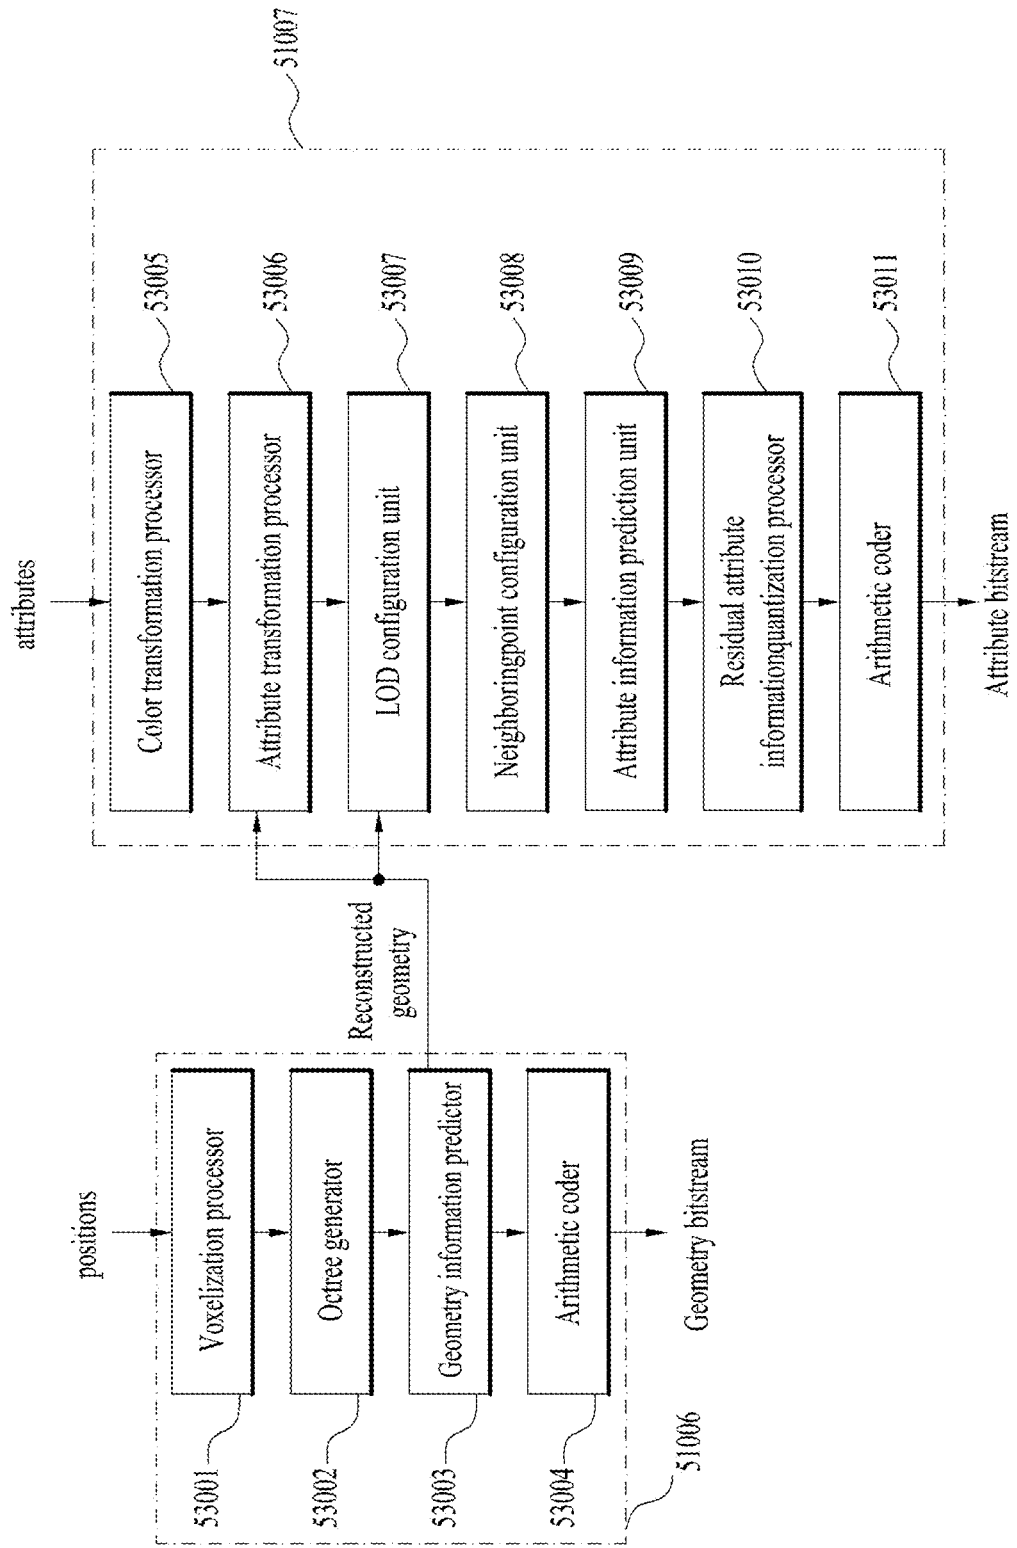 positions
53001
Voxelization processor
53002
Octree generator
53003
Geometry information predictor
53004
Arithmetic coder
Geometry bitstream
51006
Reconstructed
geometry
attributes
Color transformation processor
53005
Attribute transformation processor
53006
LOD configuration unit
53007
Neighboringpoint configuration unit
53008
Attribute information prediction unit
53009
Residual attribute
informationquantization processor
53010
Arithmetic coder
53011
Attribute bitstream
51007